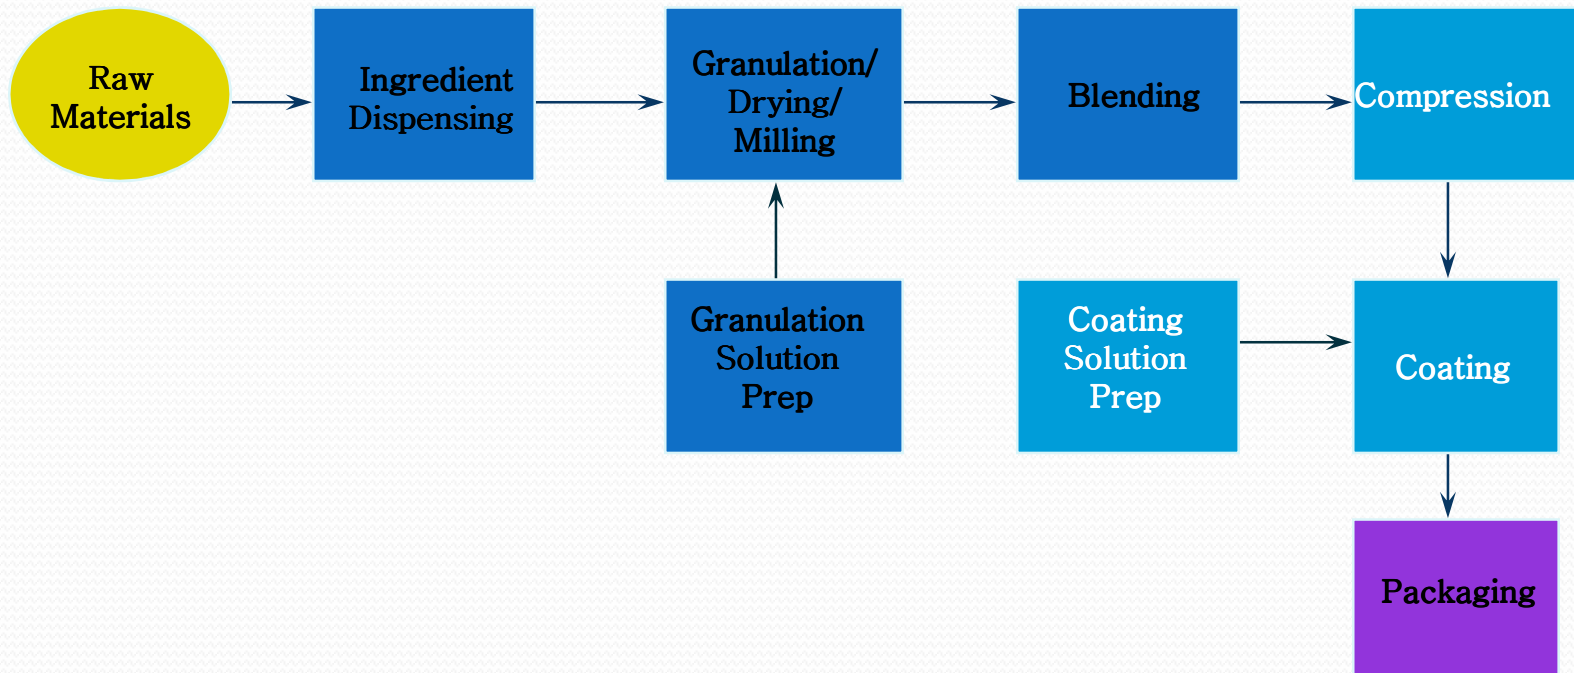 Raw
Materials
Ingredient
Dispensing
Granulation/
Drying/
Milling
Blending
Compression
Granulation
Solution
Prep
Coating
Solution
Prep
Coating
Packaging